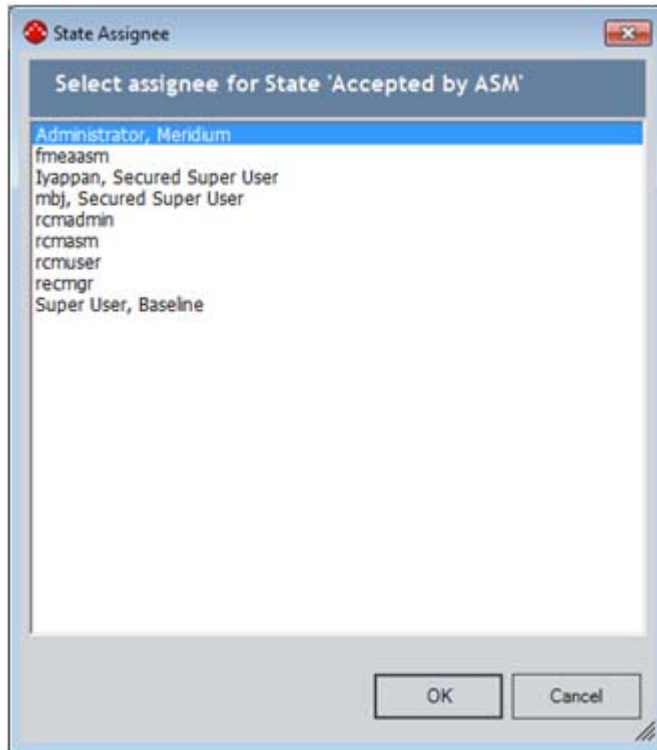 State Assignee
Select assignee for State 'Accepted by ASM'
Administrator, Meridium
fmeaasm
Iyappan, Secured Super User
mbj, Secured Super User
rcmadmin
rcmasm
rcmuser
recmgr
Super User, Baseline
OK
Cancel